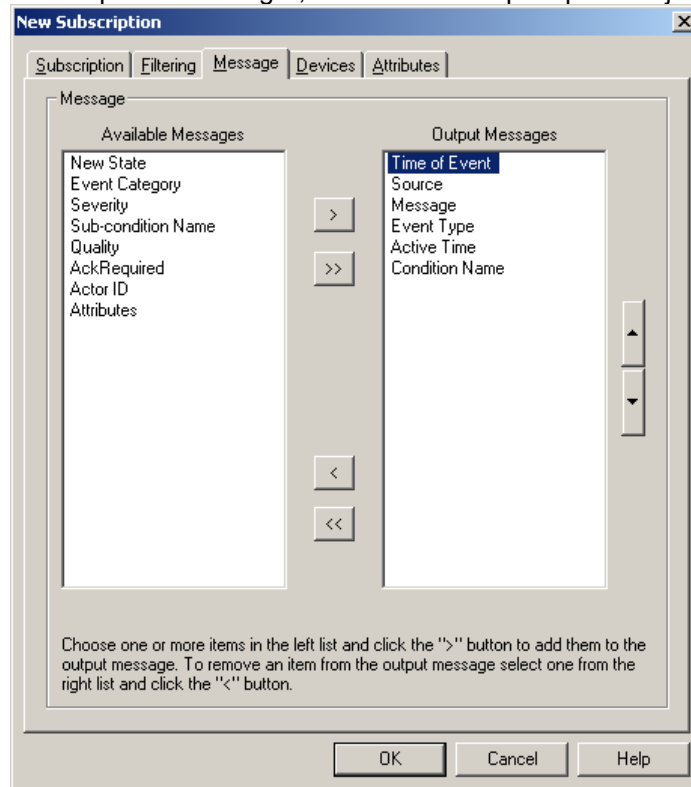 New Subscription
Subscription Filtering Message Devices Attributes
Message
Available Messages
Output Messages
New State
Event Category
Severity
Sub-condition Name
Quality
AckRequired
Actor ID
Attributes
>
>>
<
<<
Time of Event
Source
Message
Event Type
Active Time
Condition Name
Choose one or more items in the left list and click the ">" button to add them to the
output message. To remove an item from the output message select one from the
right list and click the "<" button.
OK Cancel Help